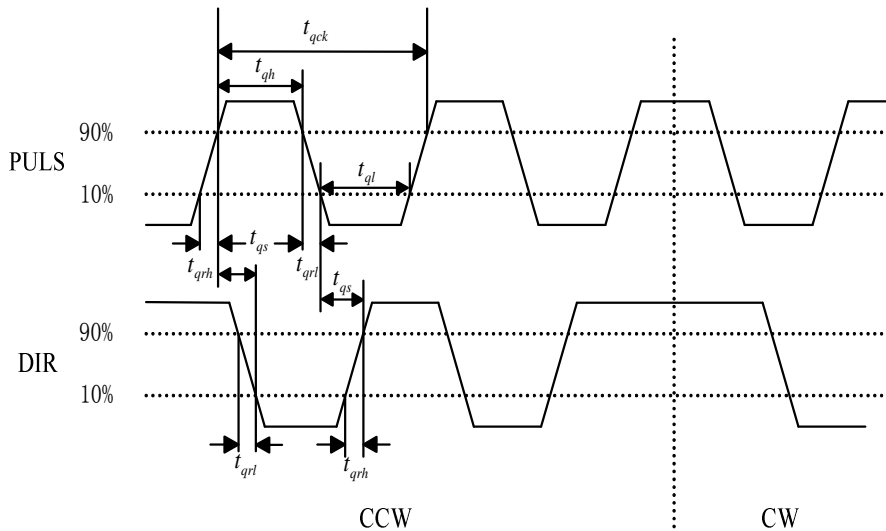 t_qck
t_qh
90%
PULS
t_ql
10%
t_qs
t_qrh
t_qrl
t_qs
90%
DIR
10%
t_qrl
t_qrh
CCW
CW